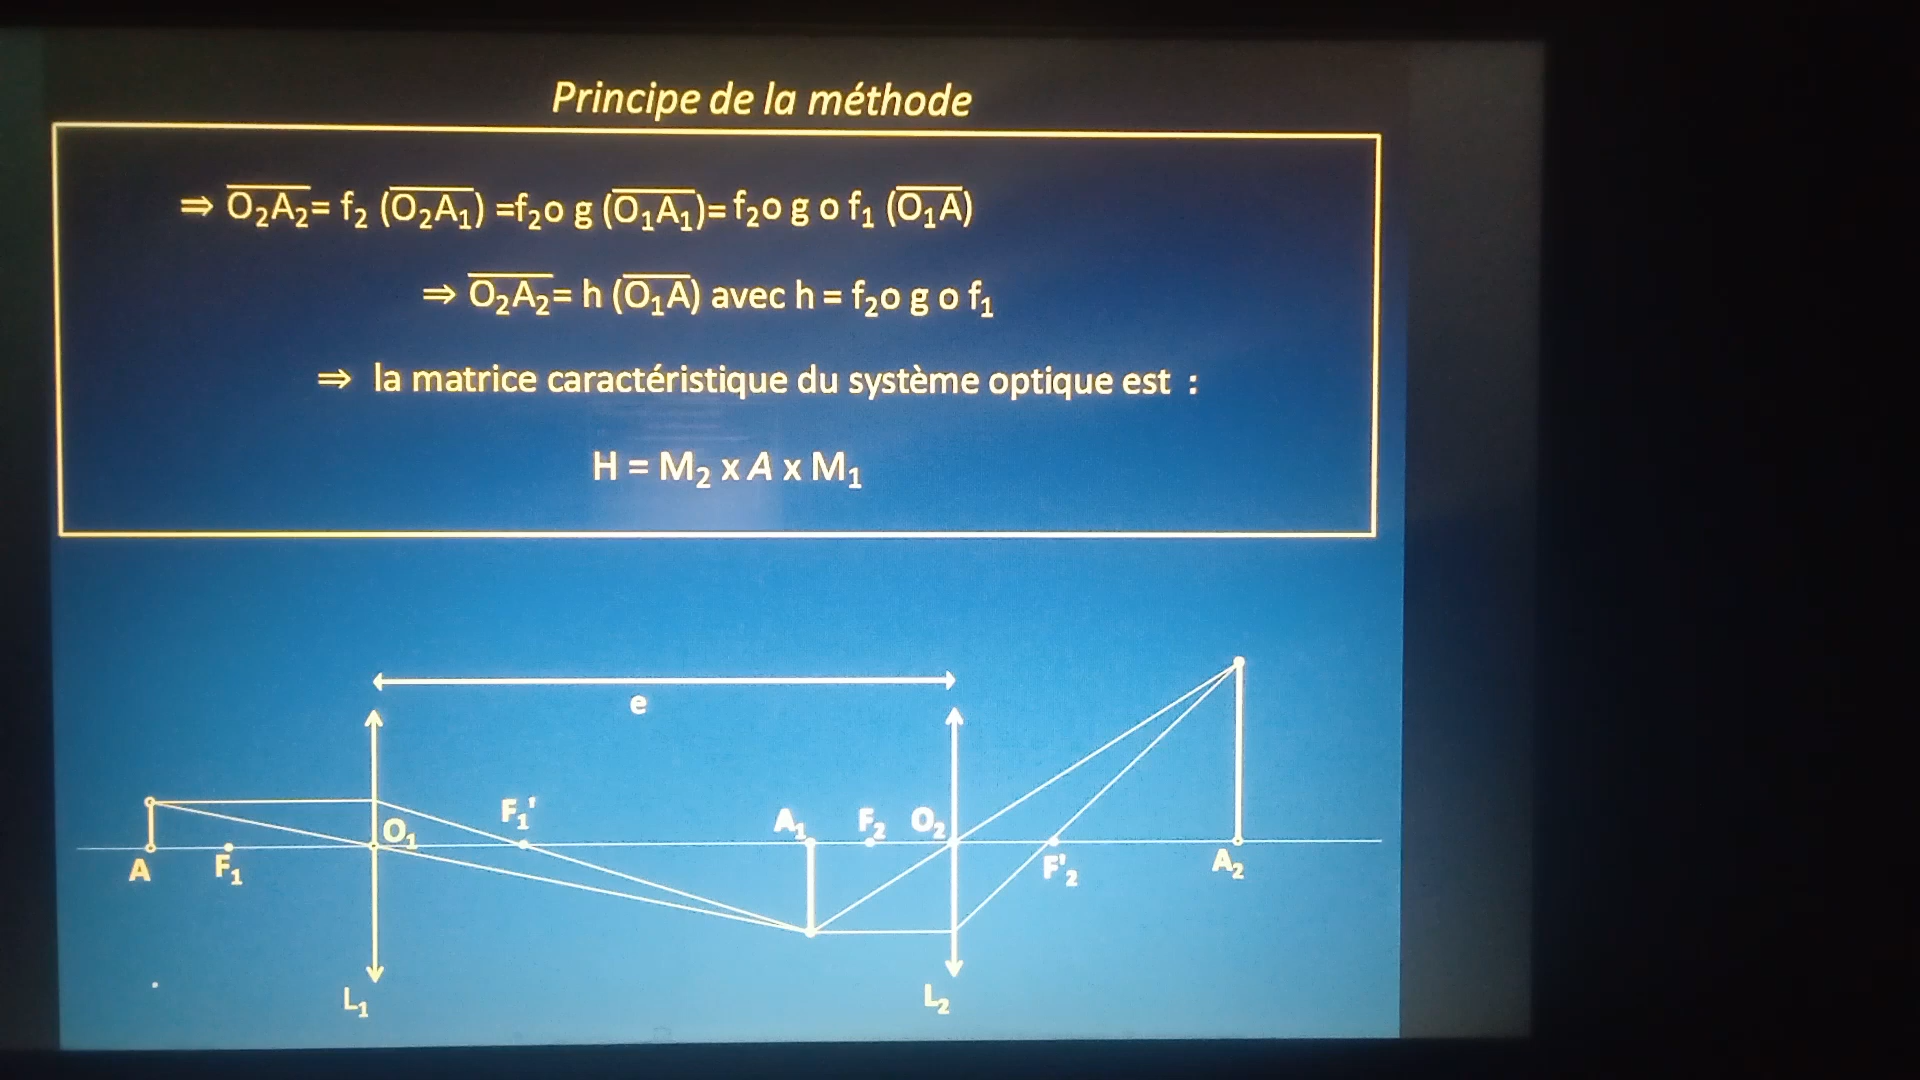 Principe de la méthode
⇒ O₂A₂= f₂ (O₂A₁) =f₂o g (O₁A₁)= f₂o g o f₁ (O₁A)
⇒ O₂A₂= h (O₁A) avec h = f₂o g o f₁
⇒ la matrice caractéristique du système optique est :
H = M₂ x A x M₁
e
A F₁ O₁ F₁' A₁ F₂ O₂ F'₂ A₂
L₁ L₂